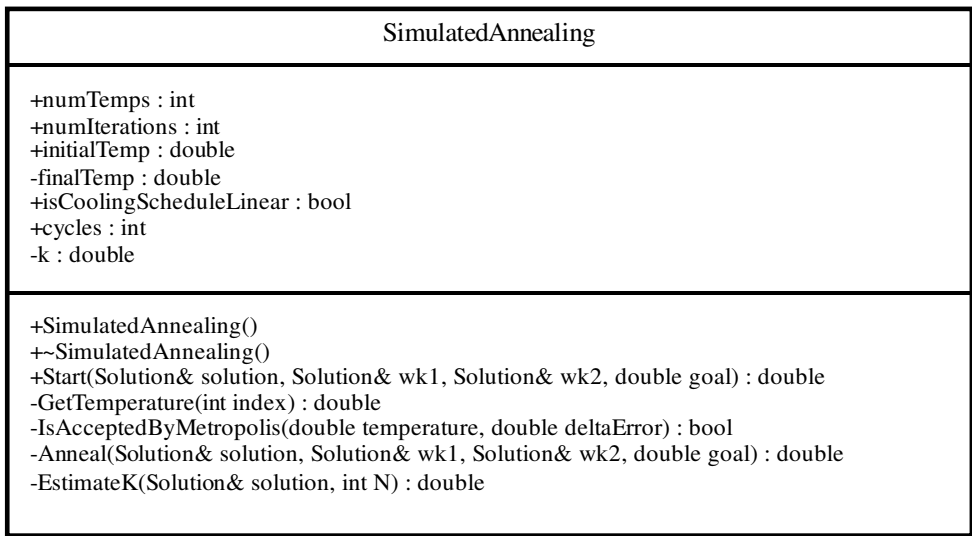 SimulatedAnnealing
+numTemps : int
+numIterations : int
+initialTemp : double
-finalTemp : double
+isCoolingScheduleLinear : bool
+cycles : int
-k : double
+SimulatedAnnealing()
+~SimulatedAnnealing()
+Start(Solution& solution, Solution& wk1, Solution& wk2, double goal) : double
-GetTemperature(int index) : double
-IsAcceptedByMetropolis(double temperature, double deltaError) : bool
-Anneal(Solution& solution, Solution& wk1, Solution& wk2, double goal) : double
-EstimateK(Solution& solution, int N) : double